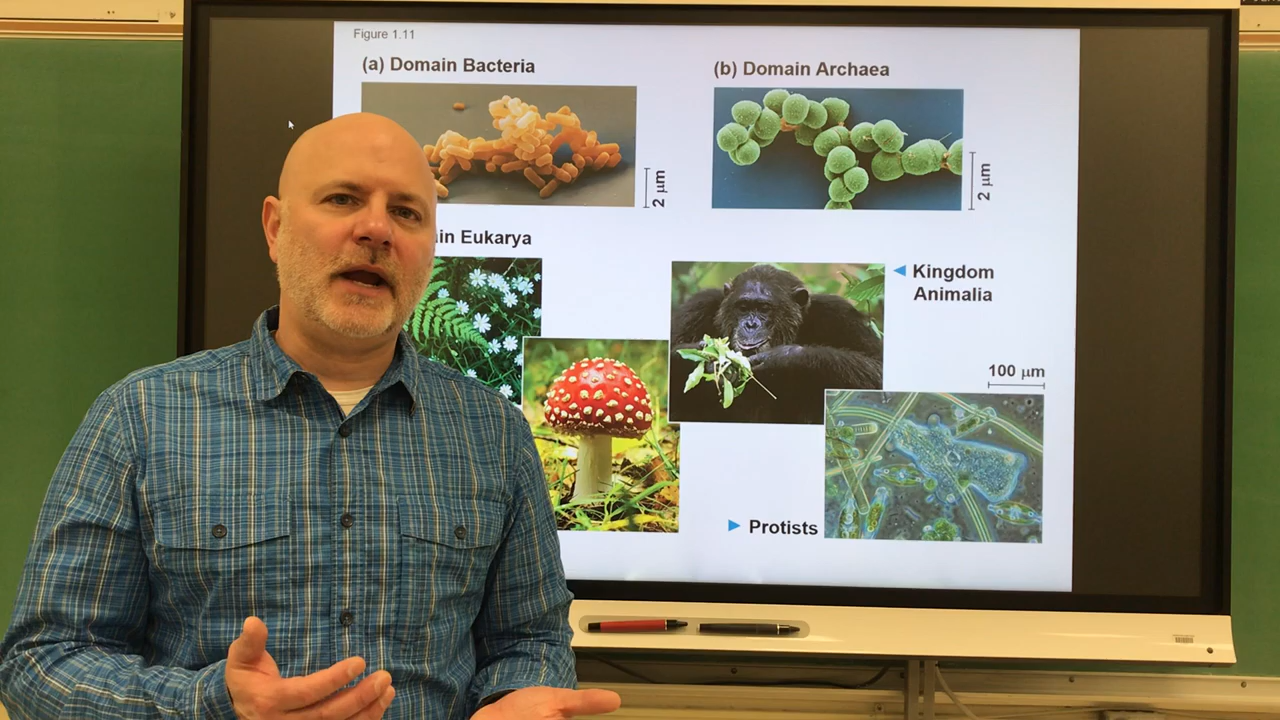 Figure 1.11
(a) Domain Bacteria
(b) Domain Archaea
2 μm
2 μm
in Eukarya
Kingdom
Animalia
100 μm
Protists